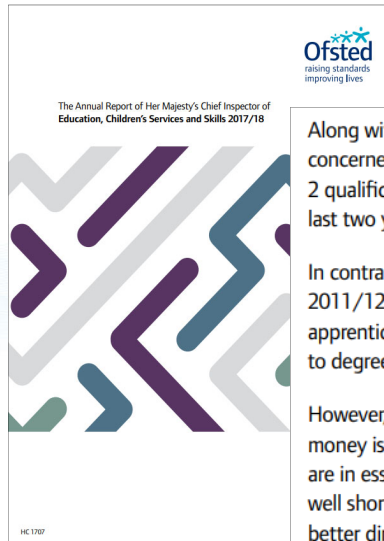 Ofsted
raising standards
improving lives
The Annual Report of Her Majesty's Chief Inspector of
Education, Children's Services and Skills 2017/18
HC 1707
Along wi
concerne
2 qualific
last two y
In contra
2011/12
apprentic
to degree
However,
money is
are in ess
well shor
better dir